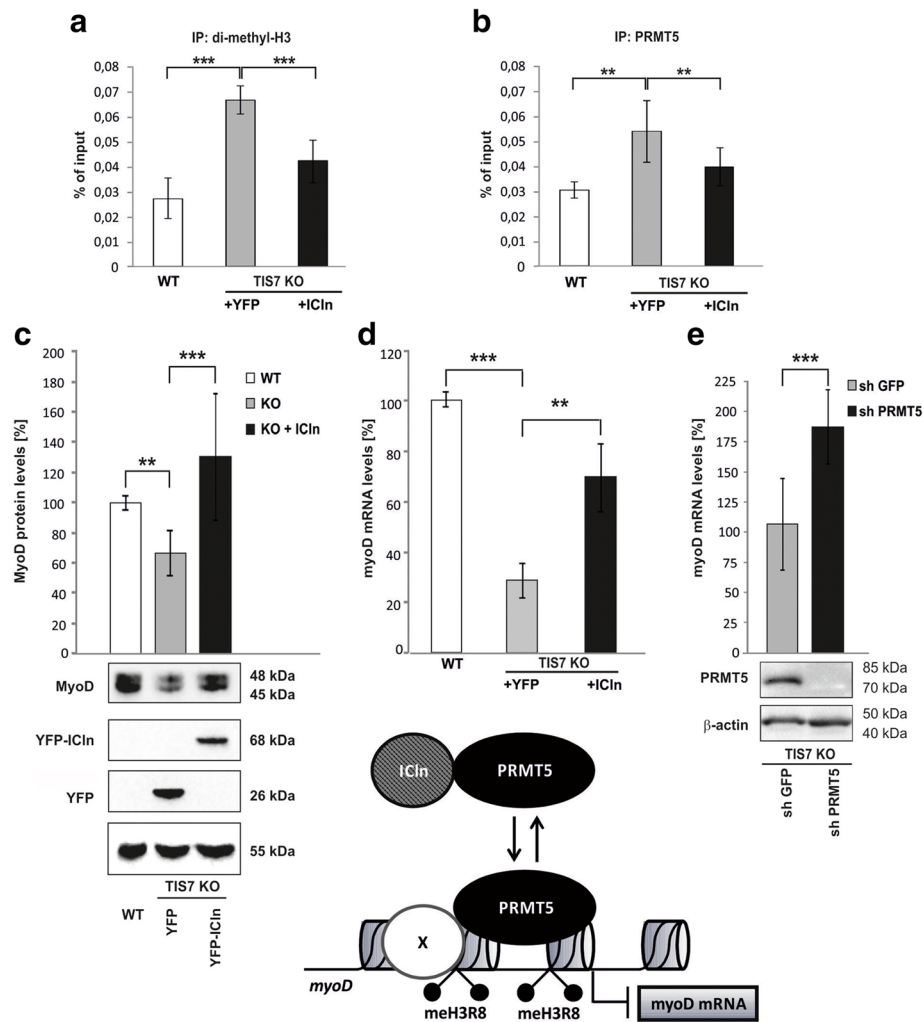 a
IP: di-methyl-H3
*** ***
% of input
0,08
0,07
0,06
0,05
0,04
0,03
0,02
0,01
0
WT
TIS7 KO
+YFP +ICln
b
IP: PRMT5
** **
% of input
0,08
0,07
0,06
0,05
0,04
0,03
0,02
0,01
0
WT
TIS7 KO
+YFP +ICln
c
MyoD protein levels [%]
200
180
160
140
120
100
80
60
40
20
0
***
**
WT
KO
KO + ICln
MyoD
48 kDa
45 kDa
YFP-ICln
68 kDa
YFP
26 kDa
55 kDa
TIS7 KO
WT
YFP
YFP-ICln
d
myoD mRNA levels [%]
120
100
80
60
40
20
0
***
**
WT
TIS7 KO
+YFP +ICln
e
myoD mRNA levels [%]
225
200
175
150
125
100
75
50
25
0
***
sh GFP
sh PRMT5
PRMT5
85 kDa
70 kDa
β-actin
50 kDa
40 kDa
TIS7 KO
sh GFP
sh PRMT5
ICln
PRMT5
PRMT5
X
myoD
meH3R8
meH3R8
myoD mRNA